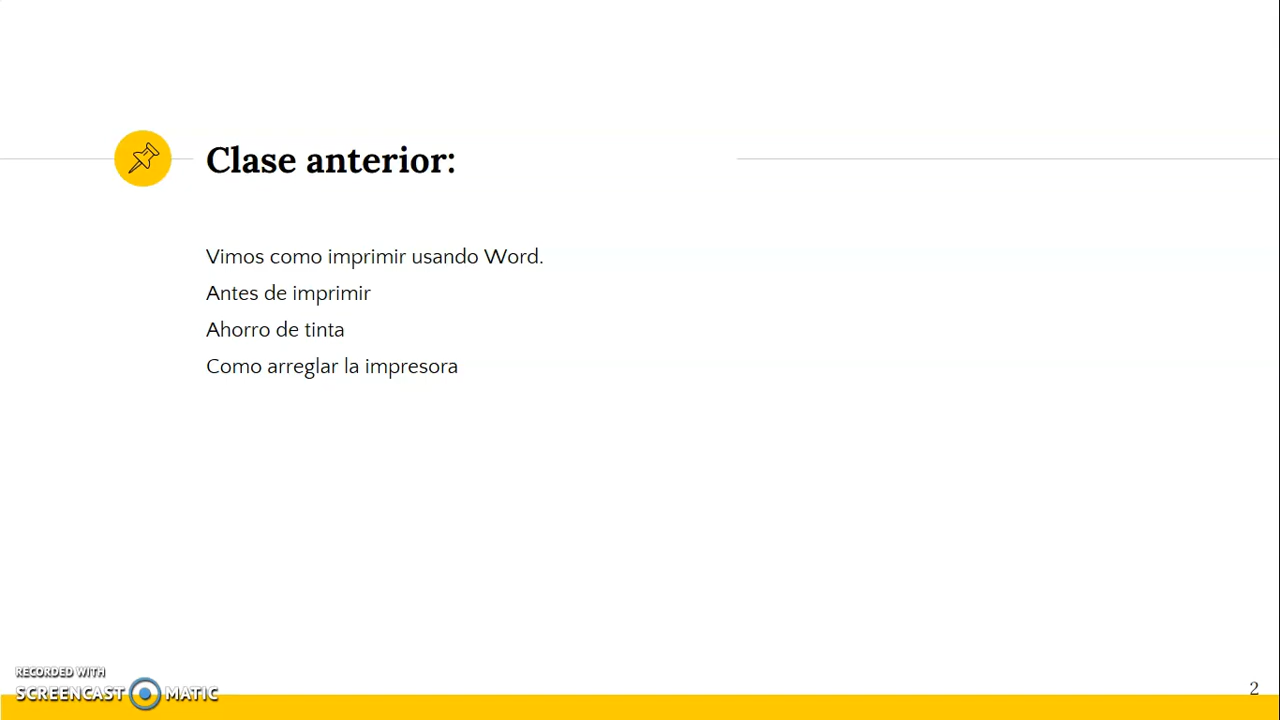 Clase anterior:
Vimos como imprimir usando Word.
Antes de imprimir
Ahorro de tinta
Como arreglar la impresora
RECORDED WITH
SCREENCAST MATIC
2